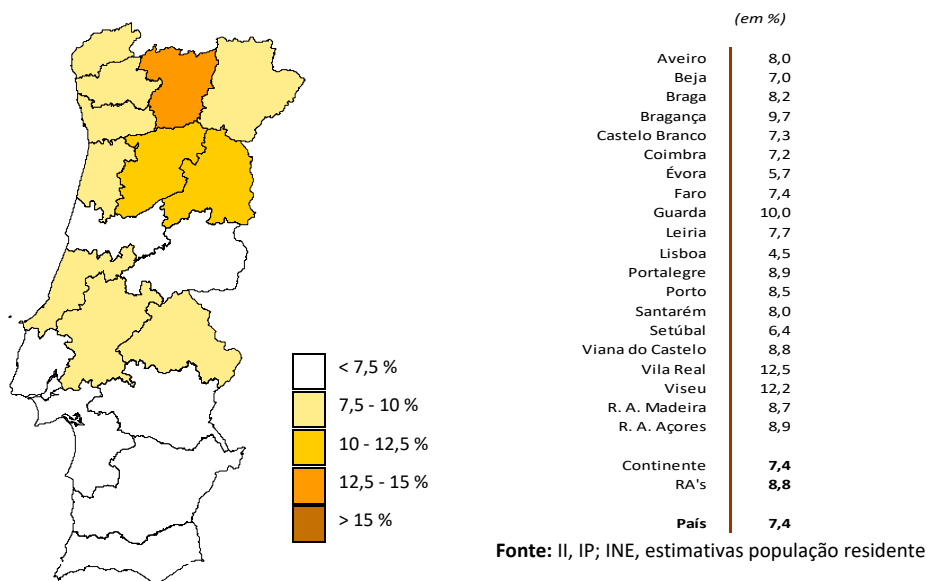 (em %)
Aveiro 8,0
Beja 7,0
Braga 8,2
Bragança 9,7
Castelo Branco 7,3
Coimbra 7,2
Évora 5,7
Faro 7,4
Guarda 10,0
Leiria 7,7
Lisboa 4,5
Portalegre 8,9
Porto 8,5
Santarém 8,0
Setúbal 6,4
Viana do Castelo 8,8
Vila Real 12,5
Viseu 12,2
R. A. Madeira 8,7
R. A. Açores 8,9
Continente 7,4
RA's 8,8
País 7,4
< 7,5 %
7,5 - 10 %
10 - 12,5 %
12,5 - 15 %
> 15 %
Fonte: II, IP; INE, estimativas população residente